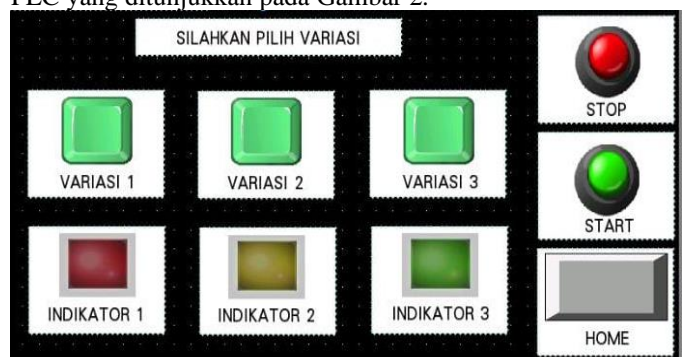 PLC yang ditunjukkan pada Gambar 2.
SILAHKAN PILIH VARIASI
STOP
VARIASI 1
VARIASI 2
VARIASI 3
START
INDIKATOR 1
INDIKATOR 2
INDIKATOR 3
HOME